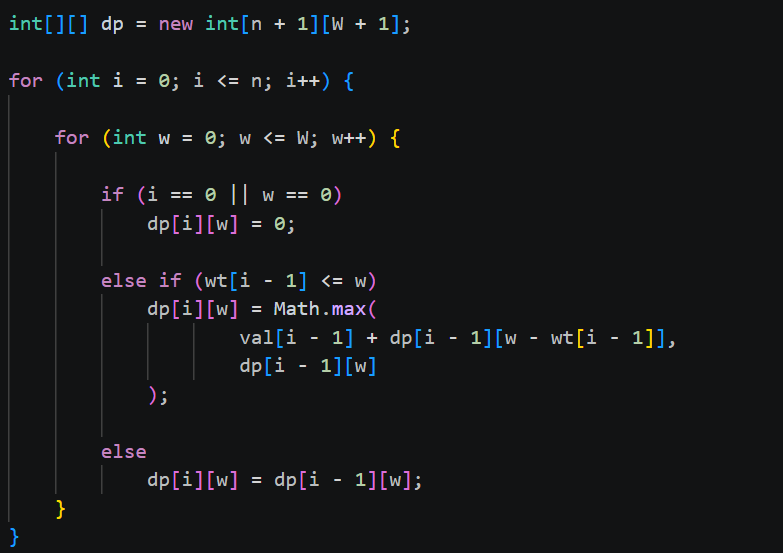 int[][] dp = new int[n + 1][W + 1];
for (int i = 0; i <= n; i++) {
for (int w = 0; w <= W; w++) {
if (i == 0 || w == 0)
dp[i][w] = 0;
else if (wt[i - 1] <= w)
dp[i][w] = Math.max(
val[i - 1] + dp[i - 1][w - wt[i - 1]],
dp[i - 1][w]
);
else
dp[i][w] = dp[i - 1][w];
}
}